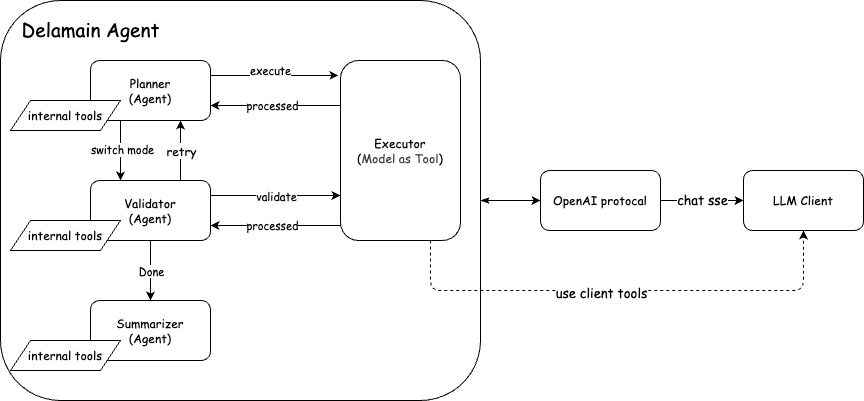 Delamain Agent
Planner
(Agent)
internal tools
execute
processed
switch mode
retry
Executor
(Model as Tool)
Validator
(Agent)
internal tools
validate
processed
Done
Summarizer
(Agent)
internal tools
OpenAI protocal
chat sse
LLM Client
use client tools